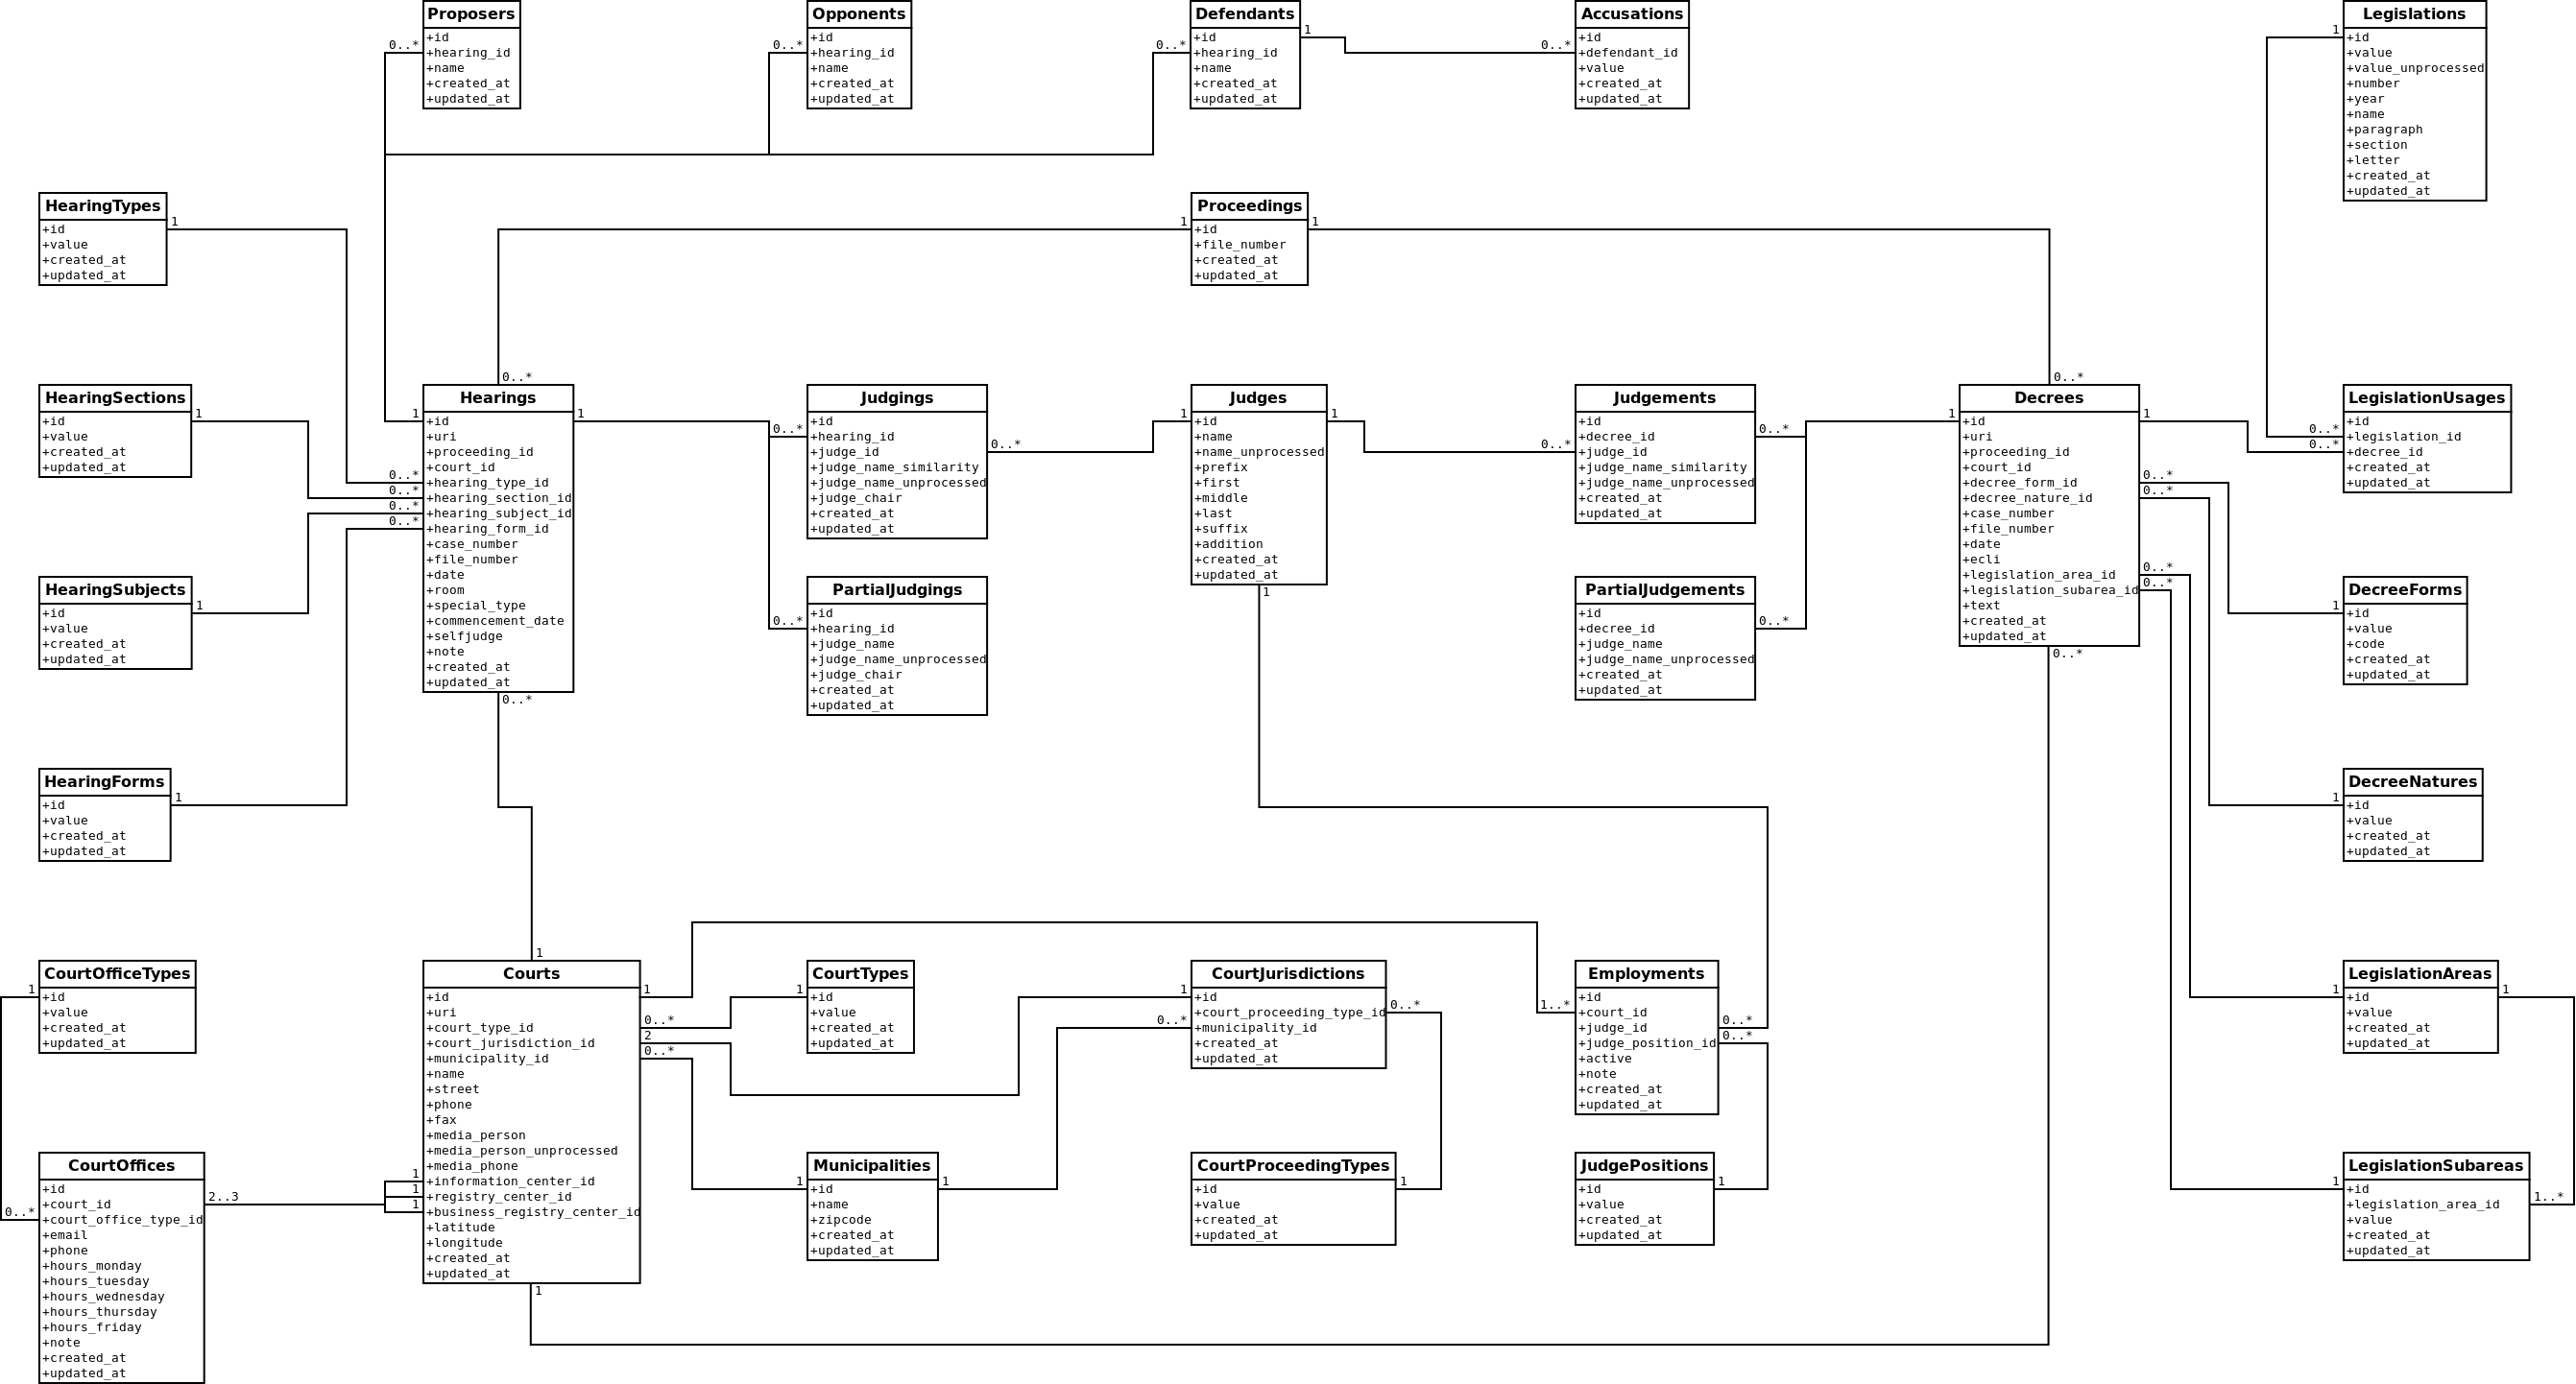 Proposers
+id
+hearing_id
+name
+created_at
+updated_at
0..*
Opponents
+id
+hearing_id
+name
+created_at
+updated_at
0..*
Defendants
+id
+hearing_id
+name
+created_at
+updated_at
0..*
1
Accusations
+id
+defendant_id
+value
+created_at
+updated_at
0..*
Legislations
+id
+value
+value_unprocessed
+number
+year
+name
+paragraph
+section
+letter
+created_at
+updated_at
1
HearingTypes
+id
+value
+created_at
+updated_at
1
Proceedings
+id
+file_number
+created_at
+updated_at
1
1
HearingSections
+id
+value
+created_at
+updated_at
1
Hearings
+id
+uri
+proceeding_id
+court_id
+hearing_type_id
+hearing_section_id
+hearing_subject_id
+hearing_form_id
+case_number
+file_number
+date
+room
+special_type
+commencement_date
+selfjudge
+note
+created_at
+updated_at
0..*
1
1
0..*
0..*
0..*
0..*
0..*
Judgings
+id
+hearing_id
+judge_id
+judge_name_similarity
+judge_name_unprocessed
+judge_chair
+created_at
+updated_at
0..*
0..*
Judges
+id
+name
+name_unprocessed
+prefix
+first
+middle
+last
+suffix
+addition
+created_at
+updated_at
1
1
1
Judgements
+id
+decree_id
+judge_id
+judge_name_similarity
+judge_name_unprocessed
+created_at
+updated_at
0..*
0..*
Decrees
+id
+uri
+proceeding_id
+court_id
+decree_form_id
+decree_nature_id
+case_number
+file_number
+date
+ecli
+legislation_area_id
+legislation_subarea_id
+text
+created_at
+updated_at
0..*
1
1
0..*
0..*
0..*
0..*
0..*
LegislationUsages
+id
+legislation_id
+decree_id
+created_at
+updated_at
0..*
0..*
HearingSubjects
+id
+value
+created_at
+updated_at
1
PartialJudgings
+id
+hearing_id
+judge_name
+judge_name_unprocessed
+judge_chair
+created_at
+updated_at
0..*
PartialJudgements
+id
+decree_id
+judge_name
+judge_name_unprocessed
+created_at
+updated_at
0..*
DecreeForms
+id
+value
+code
+created_at
+updated_at
1
HearingForms
+id
+value
+created_at
+updated_at
1
DecreeNatures
+id
+value
+created_at
+updated_at
1
CourtOfficeTypes
+id
+value
+created_at
+updated_at
1
Courts
+id
+uri
+court_type_id
+court_jurisdiction_id
+municipality_id
+name
+street
+phone
+fax
+media_person
+media_person_unprocessed
+media_phone
+information_center_id
+registry_center_id
+business_registry_center_id
+latitude
+longitude
+created_at
+updated_at
1
1
0..*
2
0..*
1
1
1
1
CourtTypes
+id
+value
+created_at
+updated_at
1
CourtJurisdictions
+id
+court_proceeding_type_id
+municipality_id
+created_at
+updated_at
1
0..*
0..*
Employments
+id
+court_id
+judge_id
+judge_position_id
+active
+note
+created_at
+updated_at
1..*
0..*
0..*
LegislationAreas
+id
+value
+created_at
+updated_at
1
1
CourtOffices
+id
+court_id
+court_office_type_id
+email
+phone
+hours_monday
+hours_tuesday
+hours_wednesday
+hours_thursday
+hours_friday
+note
+created_at
+updated_at
2..3
0..*
Municipalities
+id
+name
+zipcode
+created_at
+updated_at
1
1
CourtProceedingTypes
+id
+value
+created_at
+updated_at
1
JudgePositions
+id
+value
+created_at
+updated_at
1
LegislationSubareas
+id
+legislation_area_id
+value
+created_at
+updated_at
1
1..*